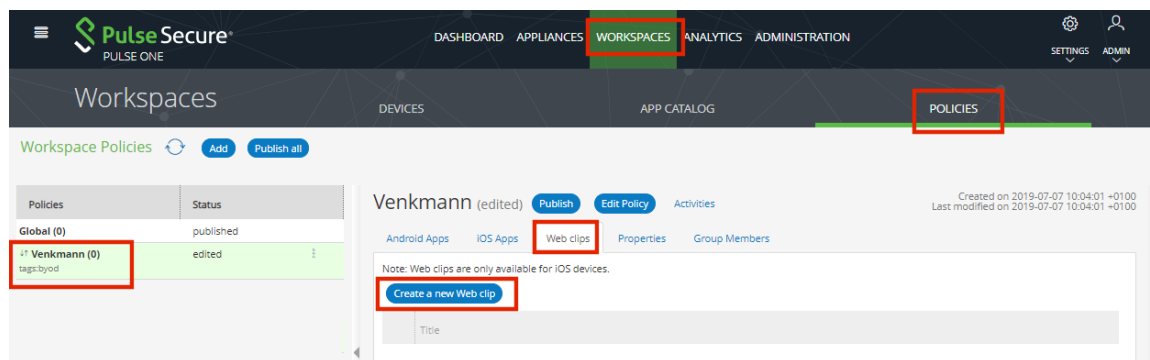 Pulse Secure®
PULSE ONE
DASHBOARD APPLIANCES WORKSPACES ANALYTICS ADMINISTRATION
SETTINGS ADMIN
Workspaces
DEVICES APP CATALOG POLICIES
Workspace Policies Add Publish all
Policies Status
Global (0) published
Venkmann (0) edited
tags:byod
Venkmann (edited) Publish Edit Policy Activities
Created on 2019-07-07 10:04:01 +0100
Last modified on 2019-07-07 10:04:01 +0100
Android Apps iOS Apps Web clips Properties Group Members
Note: Web clips are only available for iOS devices.
Create a new Web clip
Title